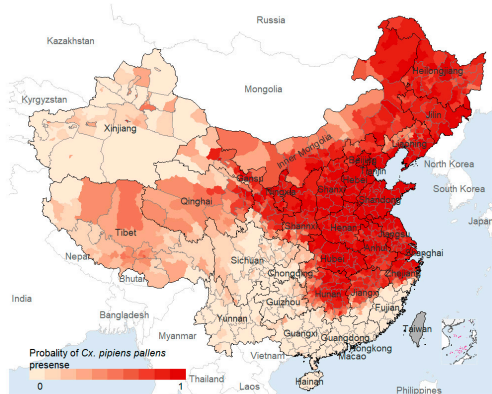 Russia
Kazakhstan
Mongolia
Heilongjiang
Kyrgyzstan
Jilin
Xinjiang
Inner Mongolia
Liaoning
Beijing
Tianjin
North Korea
Gansu
Hebei
Ningxia
Shanxi
South Korea
Qinghai
Shandong
Japan
Shannxi
Henan
Jiangsu
Tibet
Anhui
Shanghai
Nepal
Sichuan
Hubei
Chongqing
Zhejiang
Bhutan
Hunan
Jiangxi
India
Guizhou
Fujian
Bangladesh
Yunnan
Taiwan
Myanmar
Guangxi
Guangdong
Hongkong
Vietnam
Macao
Probality of Cx. pipiens pallens
presense
0 1
Laos
Thailand
Hainan
Philippines